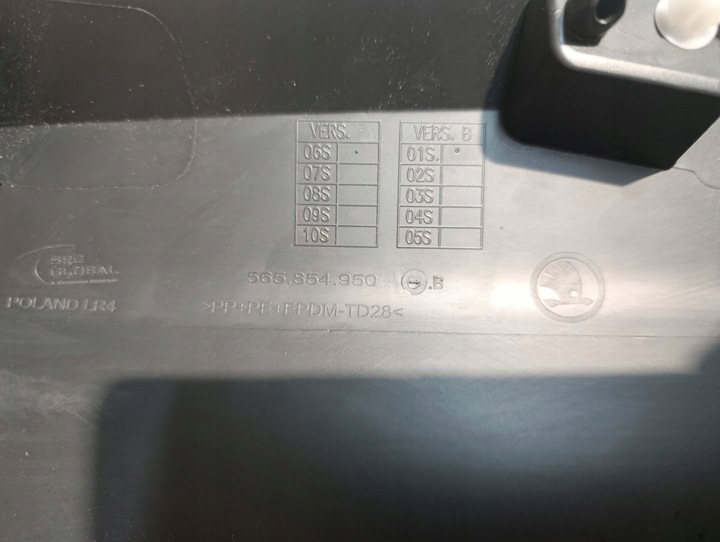 VERS.
06S
07S
08S
09S
10S
VERS. B
01S.
02S
03S
04S
05S
SRG
GLOBAL
POLAND LR4
565.854.950 .B
>PP+PE+EPDM-TD28<